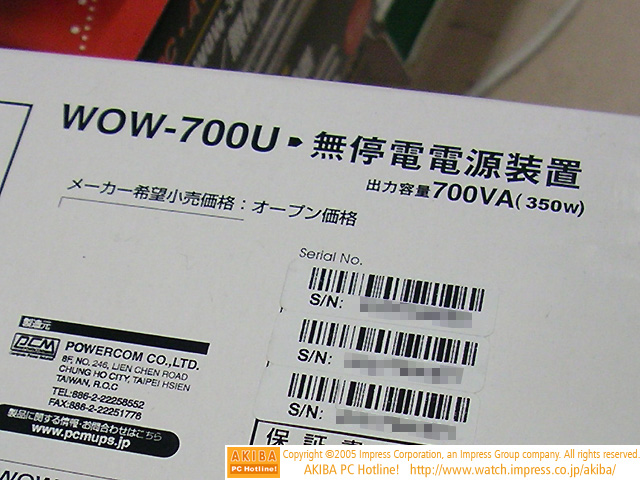 WOW-700U 無停電電源装置
出力容量700VA(350W)
メーカー希望小売価格：オープン価格
Serial No.
S/N:
S/N:
S/N:
製造元
PCM
POWERCOM CO.,LTD.
8F, NO. 246, LIEN CHEN ROAD
CHUNG HO CITY, TAIPEI HSIEN
TAIWAN, R.O.C
TEL:886-2-22258552
FAX:886-2-22251776
製品に関する情報・お問合わせはこちら
www.pcmups.jp
保証書
AKIBA
PC Hotline!
Copyright ©2005 Impress Corporation, an Impress Group company. All rights reserved.
AKIBA PC Hotline! http://www.watch.impress.co.jp/akiba/